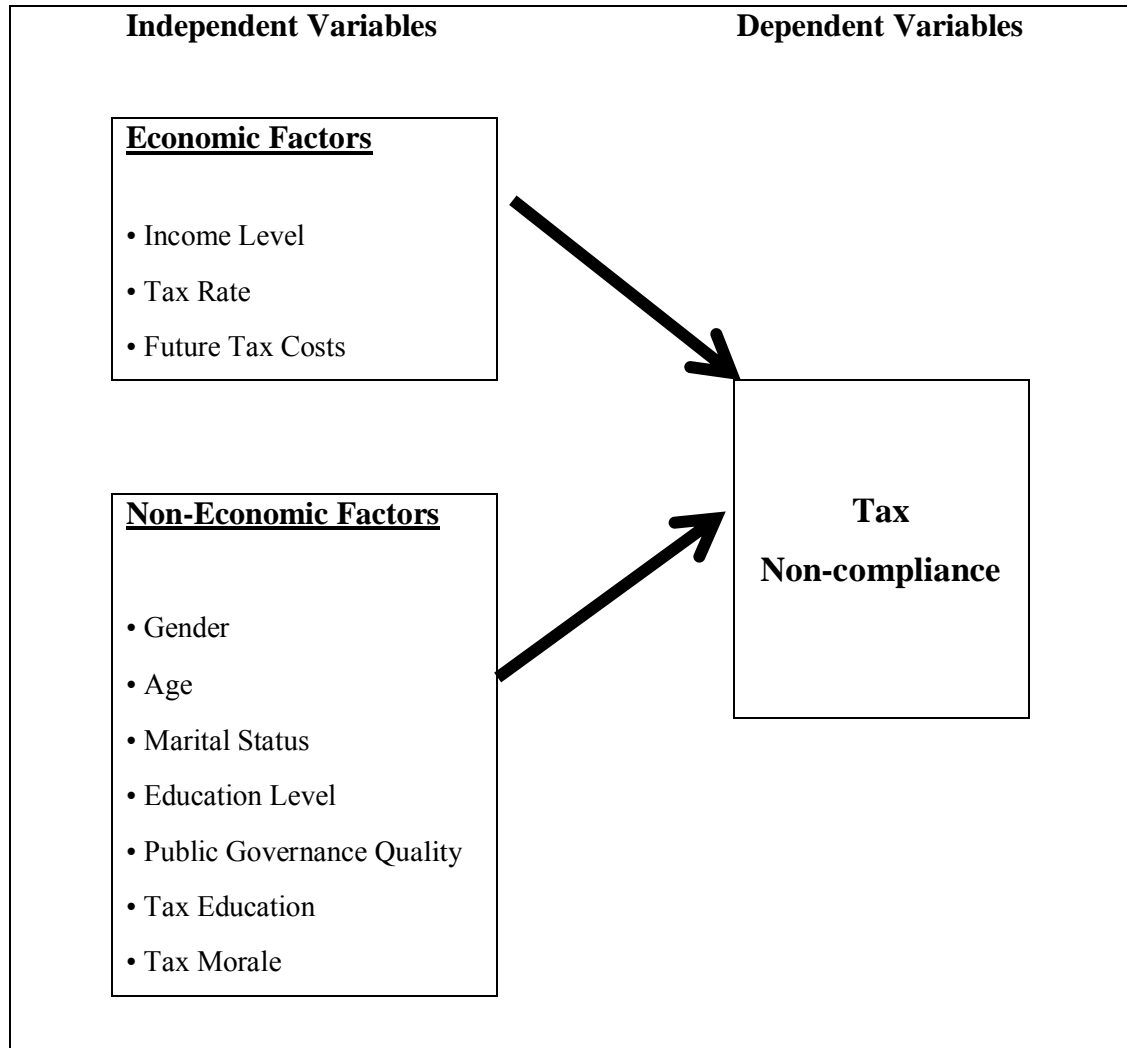 Independent Variables
Dependent Variables
Economic Factors
• Income Level
• Tax Rate
• Future Tax Costs
Non-Economic Factors
• Gender
• Age
• Marital Status
• Education Level
• Public Governance Quality
• Tax Education
• Tax Morale
Tax
Non-compliance